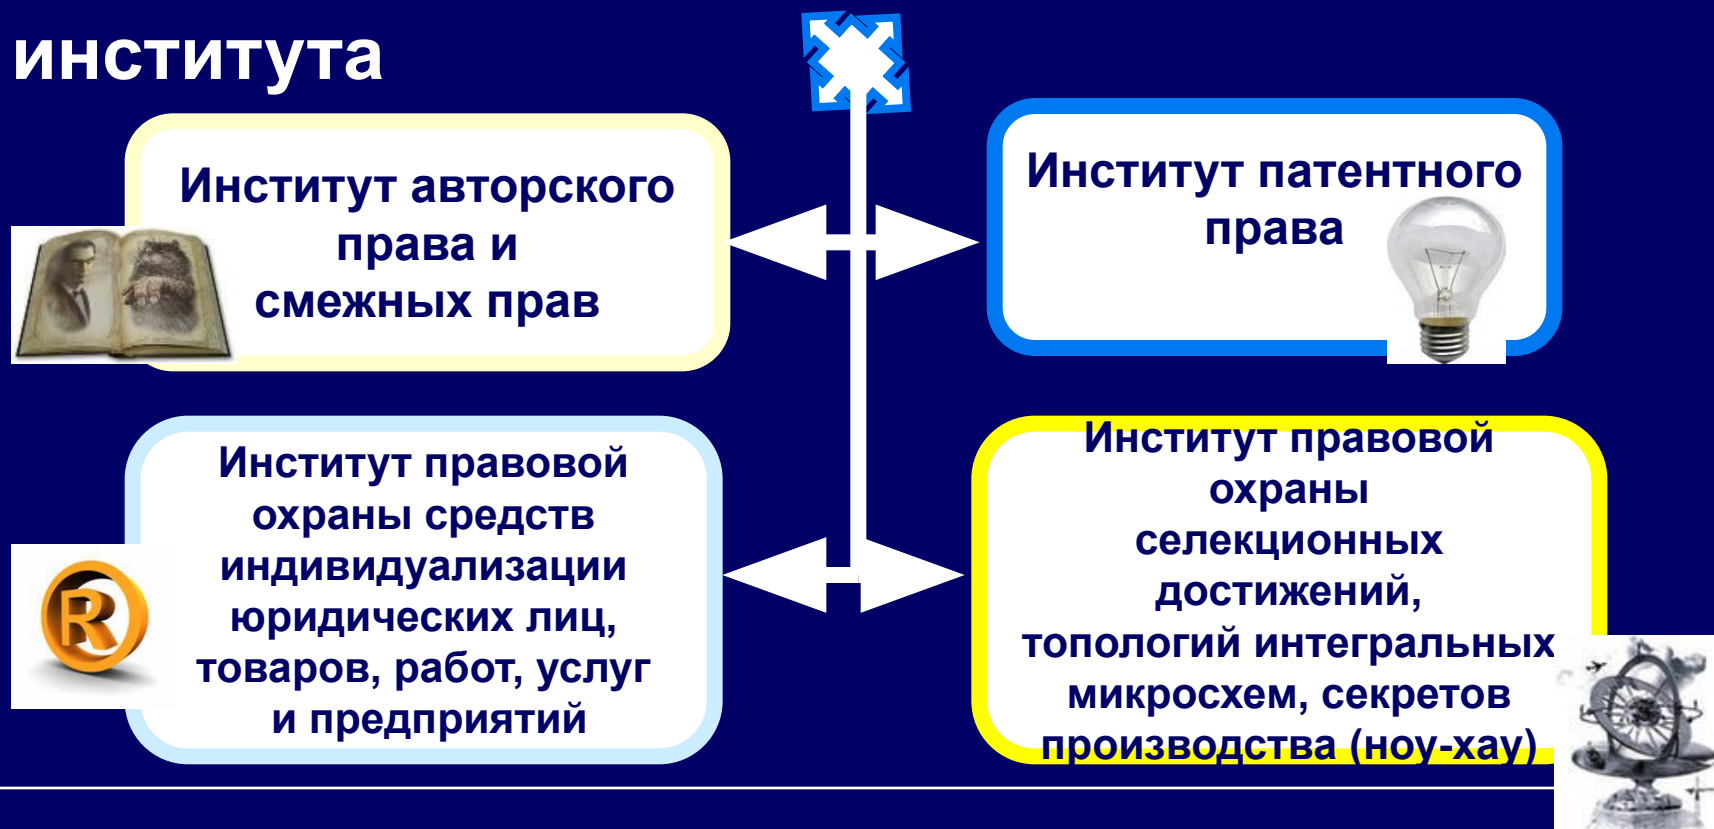 института
Институт авторского
права и
смежных прав
Институт патентного
права
Институт правовой
охраны средств
индивидуализации
юридических лиц,
товаров, работ, услуг
и предприятий
R
Институт правовой
охраны
селекционных
достижений,
топологий интегральных
микросхем, секретов
производства (ноу-хау)